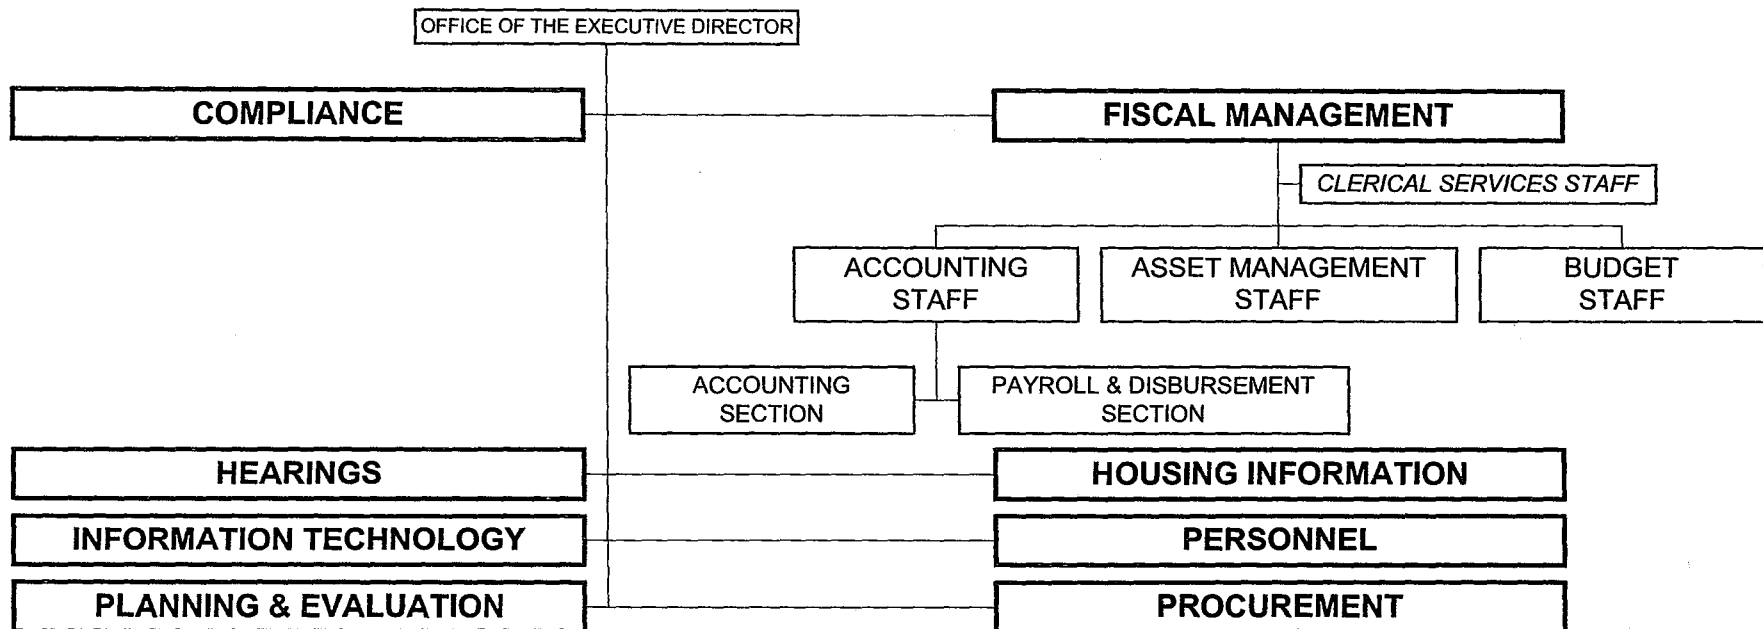 OFFICE OF THE EXECUTIVE DIRECTOR
COMPLIANCE
FISCAL MANAGEMENT
CLERICAL SERVICES STAFF
ACCOUNTING
STAFF
ASSET MANAGEMENT
STAFF
BUDGET
STAFF
ACCOUNTING
SECTION
PAYROLL & DISBURSEMENT
SECTION
HEARINGS
HOUSING INFORMATION
INFORMATION TECHNOLOGY
PERSONNEL
PLANNING & EVALUATION
PROCUREMENT